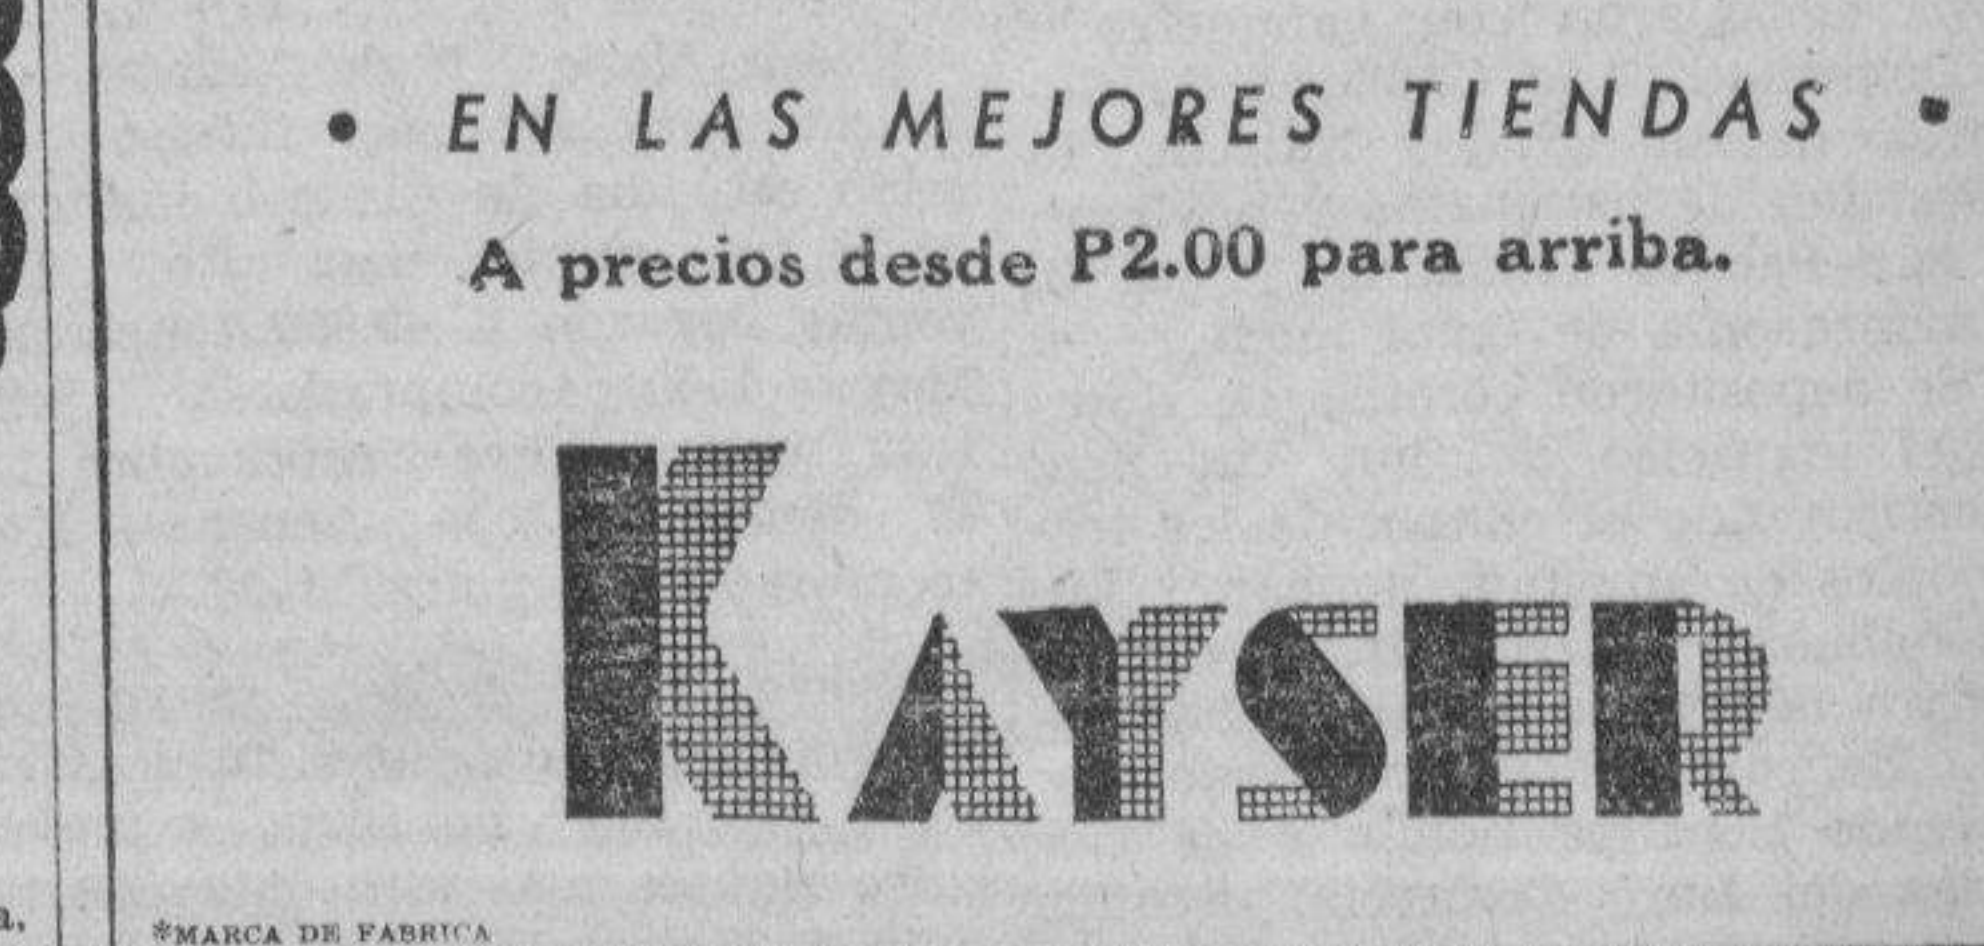 • EN LAS MEJORES TIENDAS •
A precios desde P2.00 para arriba.
KAYSER
a.
*MARCA DE FABRICA